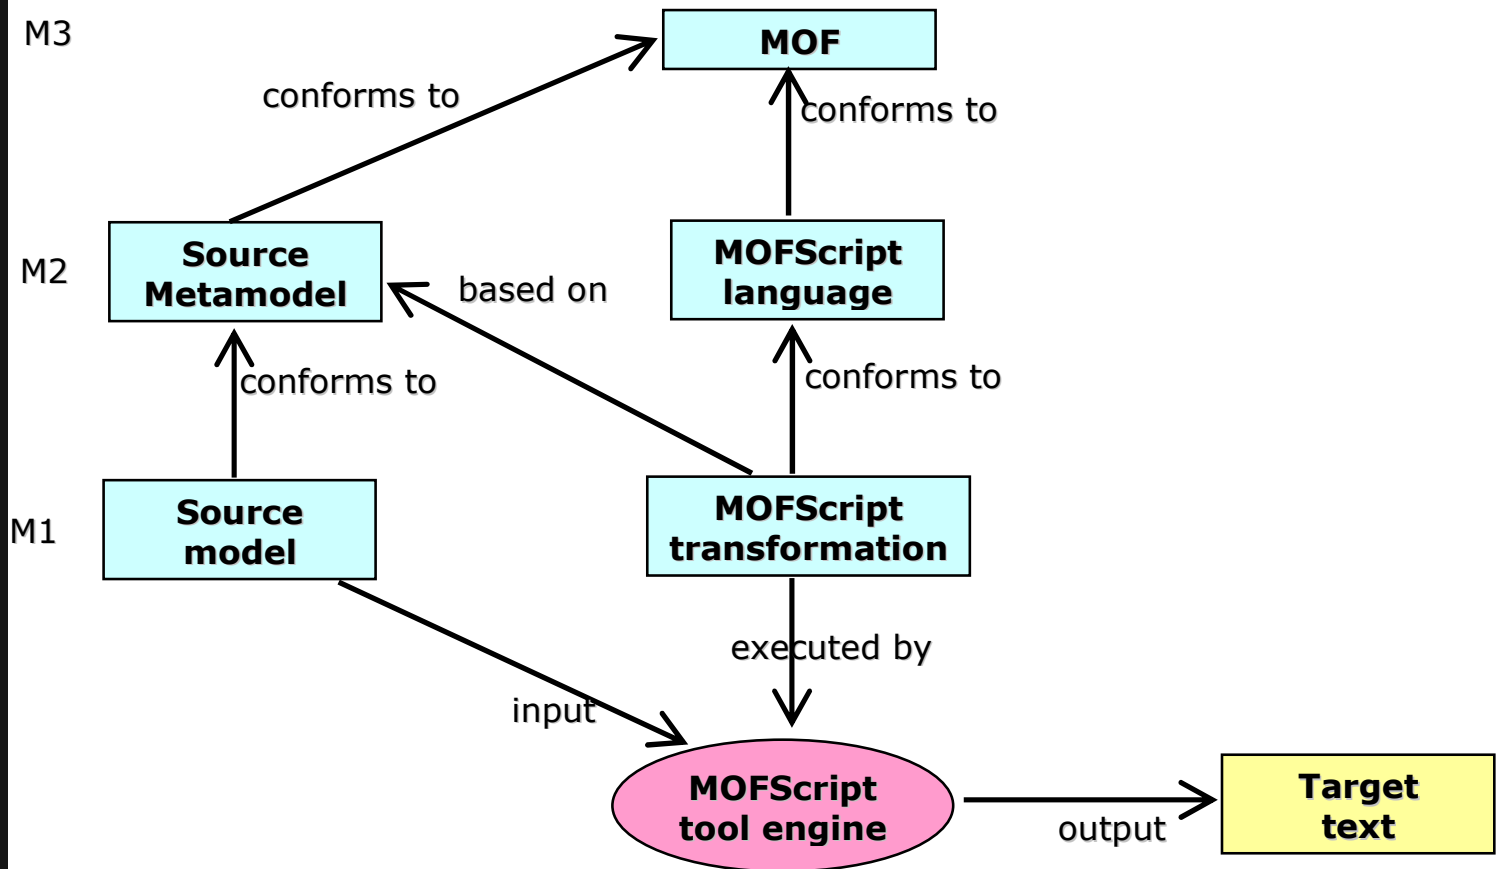 M3
MOF
conforms to
conforms to
Source
Metamodel
MOFScript
language
M2
based on
conforms to
conforms to
Source
model
MOFScript
transformation
M1
executed by
input
MOFScript
tool engine
Target
text
output